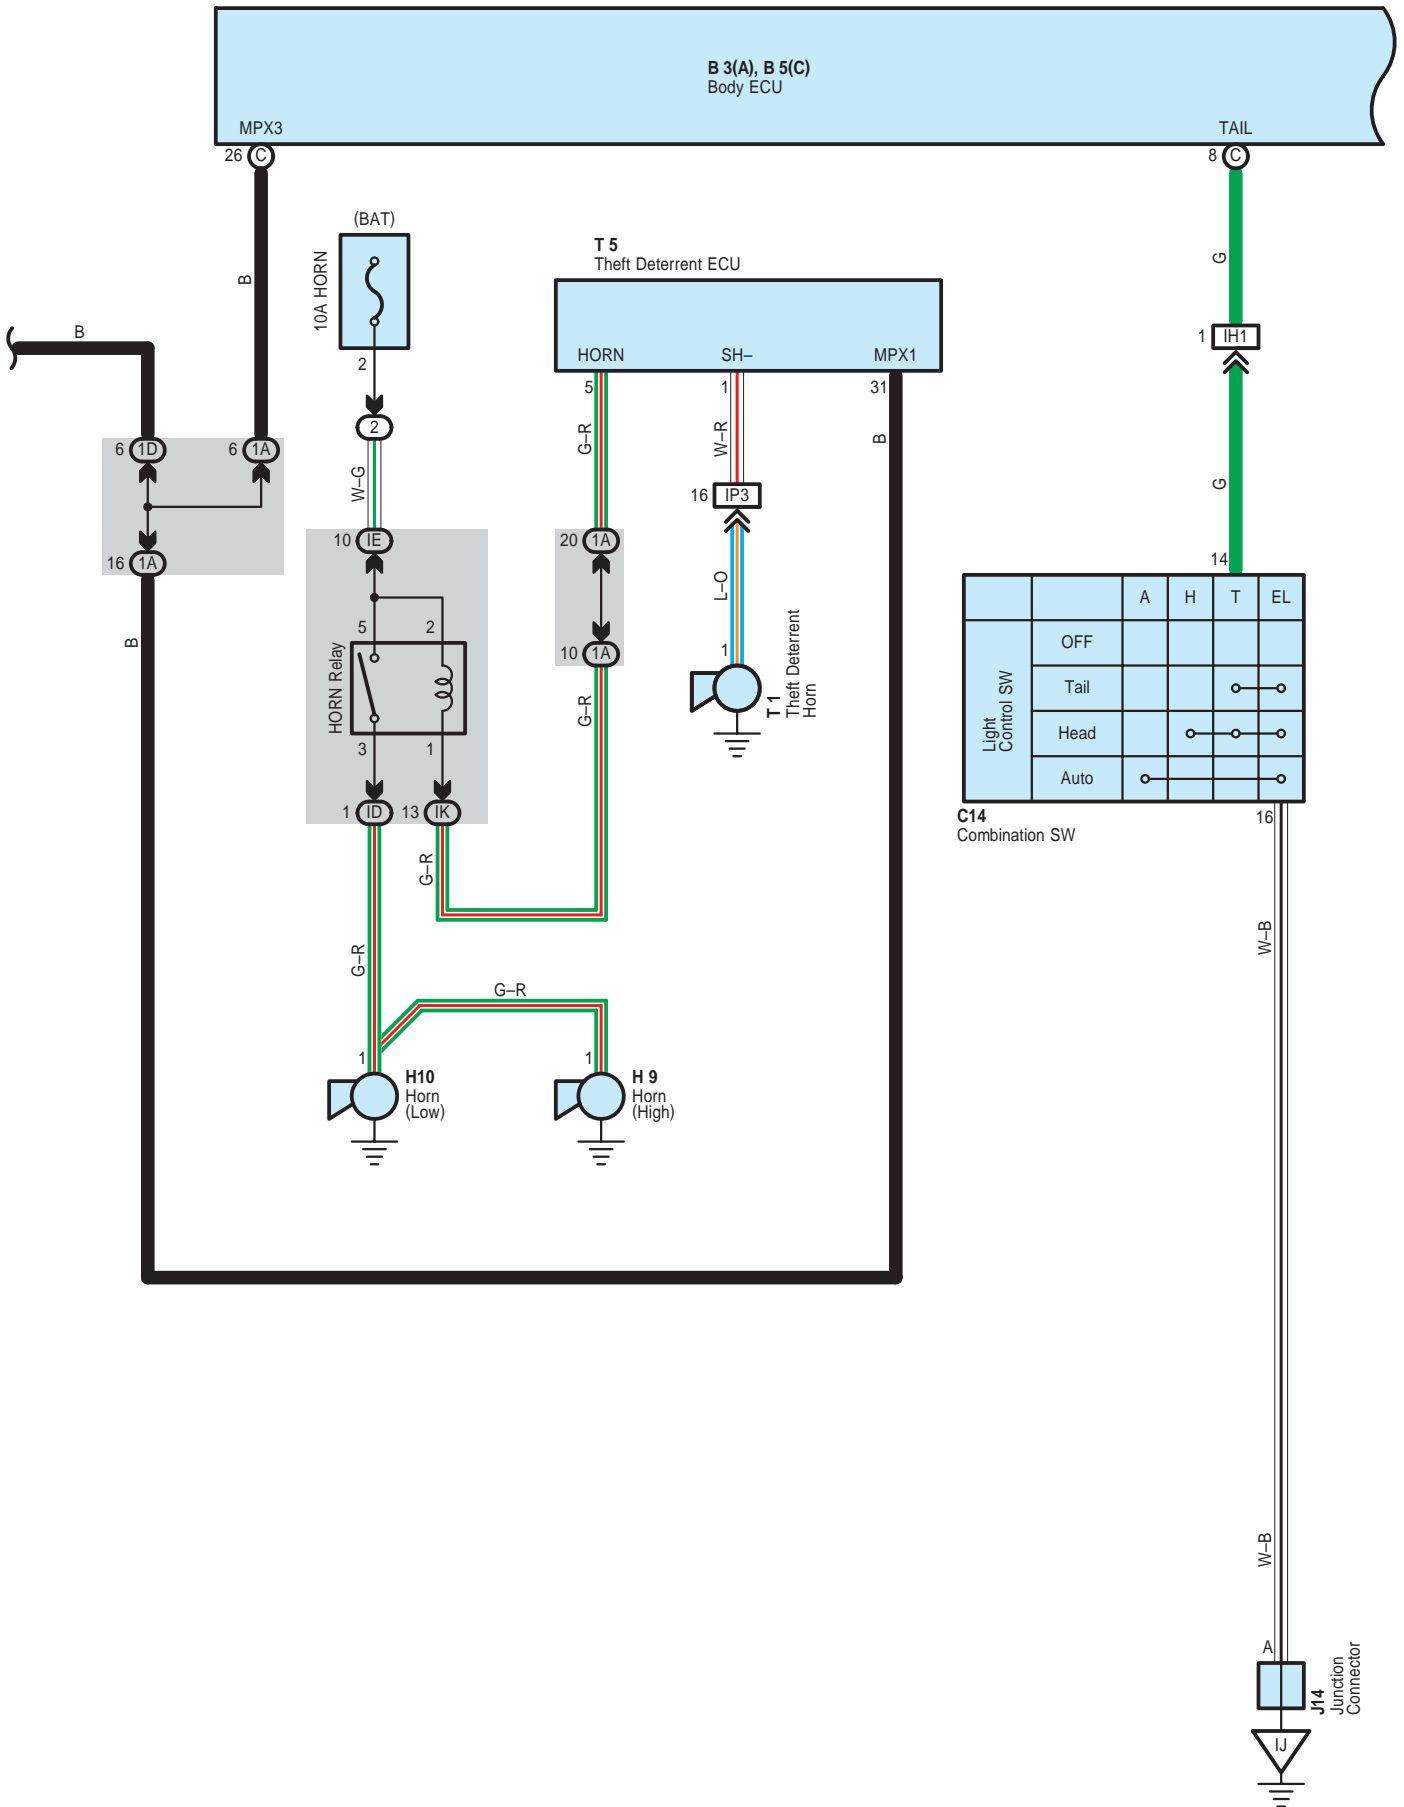 B 3(A), B 5(C)
Body ECU
MPX3
TAIL
26 C
8 C
B
G
(BAT)
10A HORN
2
2
T 5
Theft Deterrent ECU
HORN
SH–
MPX1
5
1
31
G–R
W–R
B
B
1 IH1
G
14
6 1D
6 1A
16 1A
B
W–G
10 IE
5
2
HORN Relay
3
1
1 ID
13 IK
20 1A
10 1A
G–R
16 IP3
L–O
1
T 1
Theft Deterrent
Horn
A
H
T
EL
Light
Control SW
OFF
Tail
Head
Auto
C14
Combination SW
16
G–R
G–R
G–R
1
H10
Horn
(Low)
1
H 9
Horn
(High)
W–B
W–B
A
J14
Junction
Connector
IJ